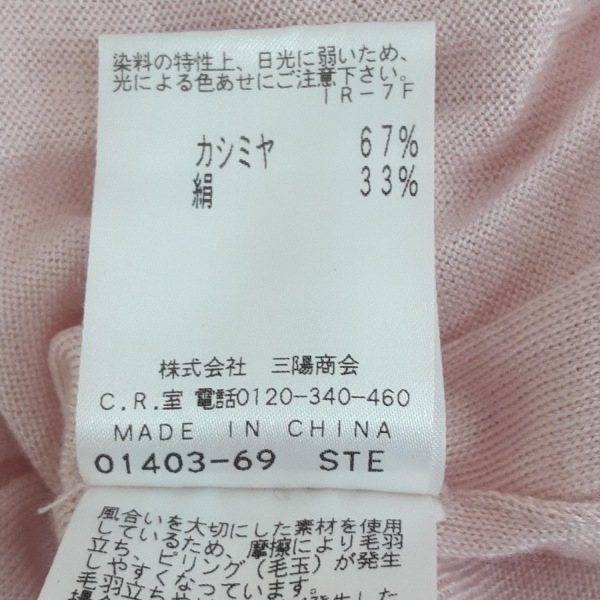 染料の特性上、日光に弱いため、
光による色あせにご注意下さい。
IR-7F
カシミヤ 67%
絹 33%
株式会社 三陽商会
C.R.室 電話0120-340-460
MADE IN CHINA
01403-69 STE
風合いを大切にした素材を使用
しているため、摩擦により毛羽
立ち、ピリング(毛玉)が発生
しやすくなっています。